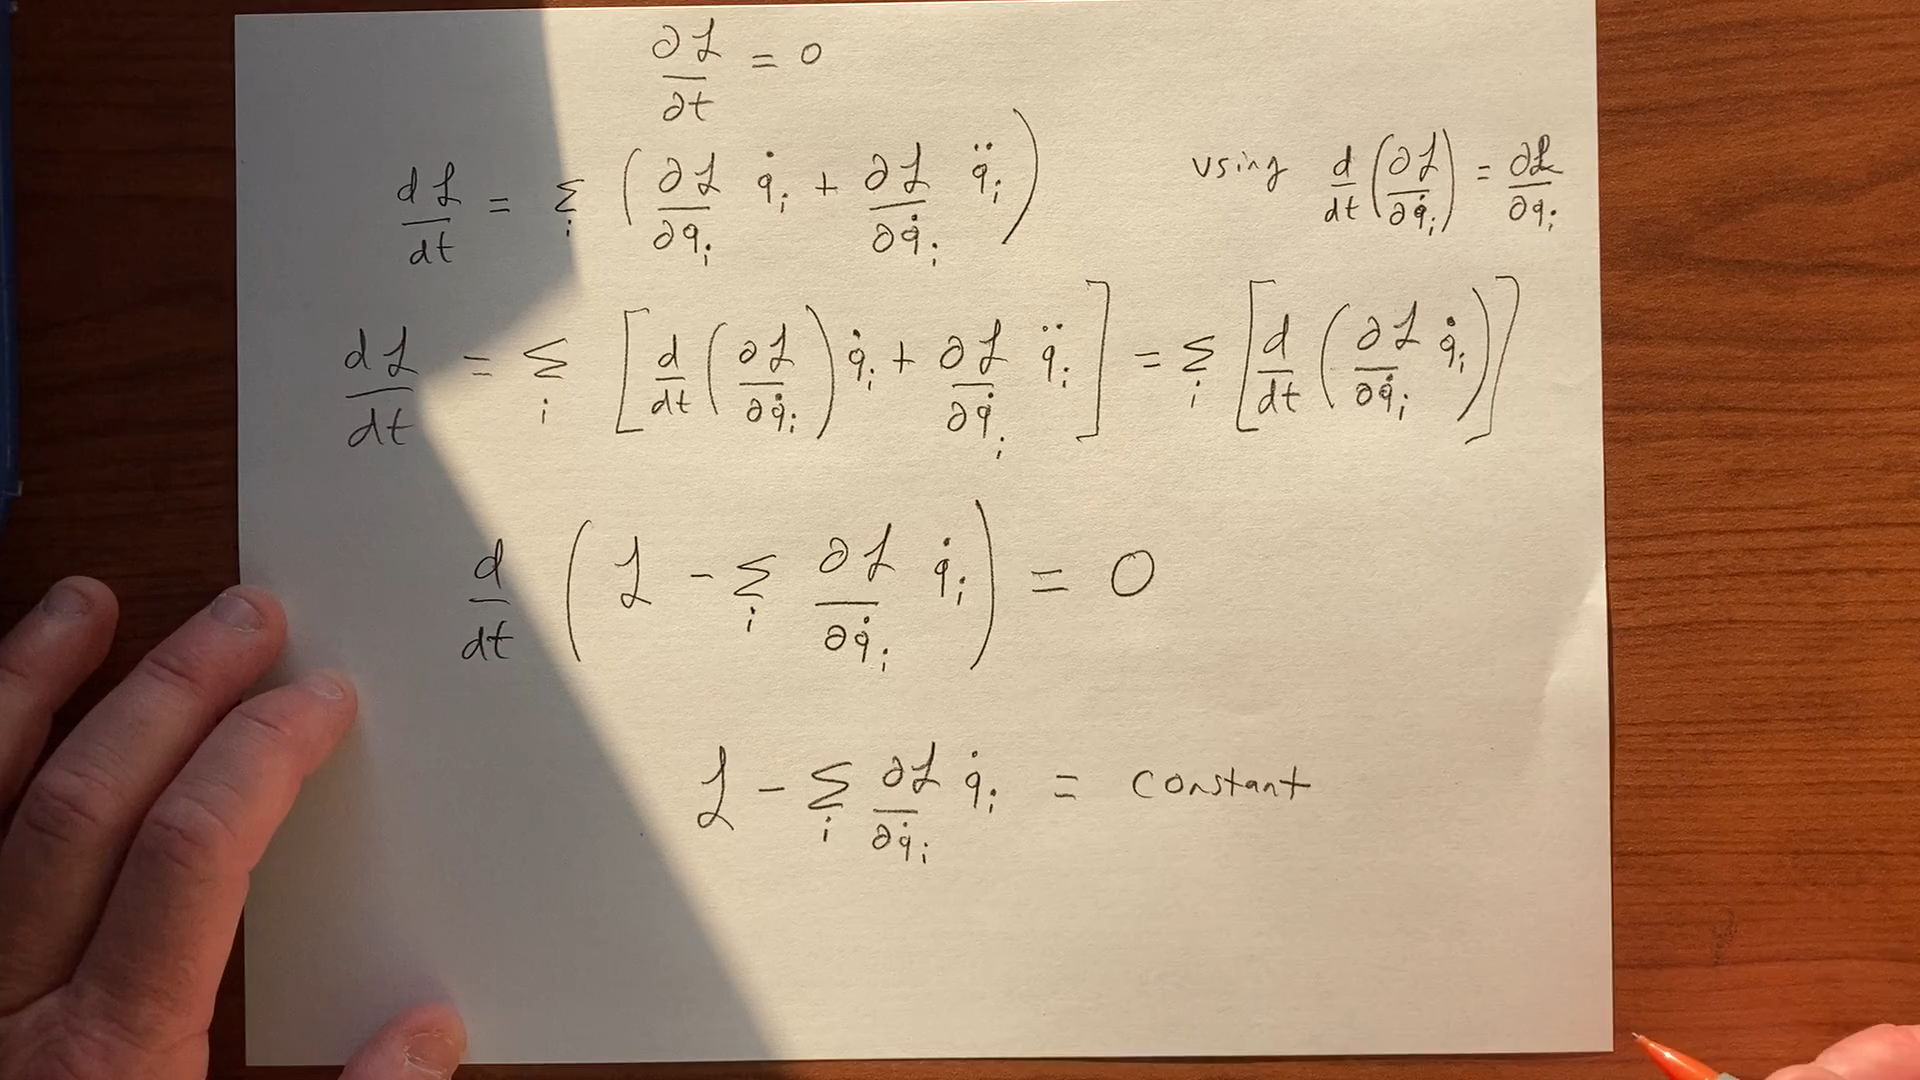 ∂ℒ/∂t = 0
dℒ/dt = Σ_i (∂ℒ/∂q_i q̇_i + ∂ℒ/∂q̇_i q̈_i) using d/dt (∂ℒ/∂q̇_i) = ∂ℒ/∂q_i
dℒ/dt = Σ_i [d/dt (∂ℒ/∂q̇_i) q̇_i + ∂ℒ/∂q̇_i q̈_i] = Σ_i [d/dt (∂ℒ/∂q̇_i q̇_i)]
d/dt (ℒ - Σ_i ∂ℒ/∂q̇_i q̇_i) = 0
ℒ - Σ_i ∂ℒ/∂q̇_i q̇_i = constant